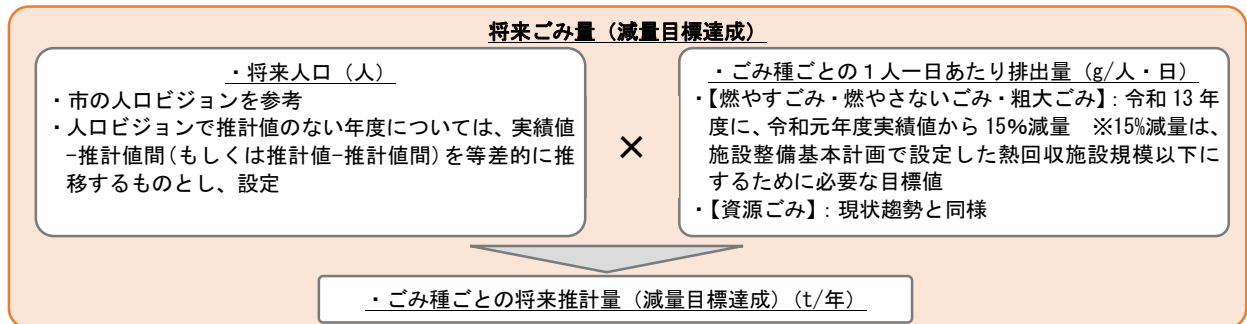 将来ごみ量（減量目標達成）
・将来人口（人）
・市の人口ビジョンを参考
・人口ビジョンで推計値のない年度については、実績値
-推計値間（もしくは推計値-推計値間）を等差的に推
移するものとし、設定
×
・ごみ種ごとの１人一日あたり排出量（g/人・日）
・【燃やすごみ・燃やさないごみ・粗大ごみ】：令和 13 年
度に、令和元年度実績値から 15％減量　※15％減量は、
施設整備基本計画で設定した熱回収施設規模以下に
するために必要な目標値
・【資源ごみ】：現状趨勢と同様
・ごみ種ごとの将来推計量（減量目標達成）（t/年）